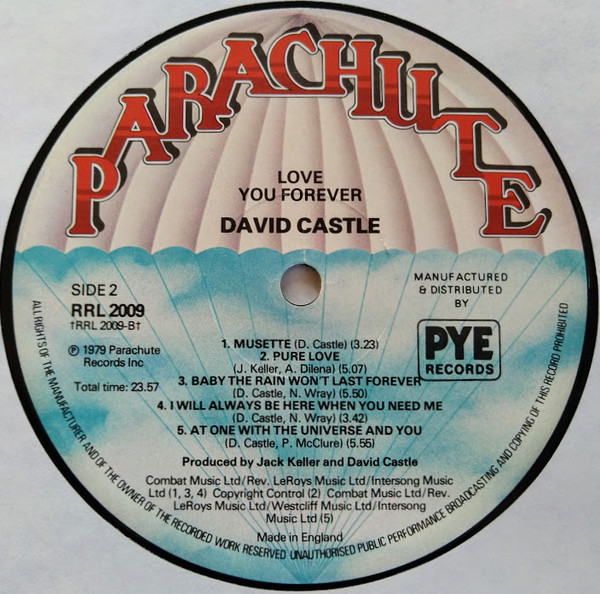 PARACHUTE
LOVE
YOU FOREVER
DAVID CASTLE
SIDE 2
RRL 2009
†RRL 2009-B†
℗ 1979 Parachute
Records Inc
Total time: 23.57
MANUFACTURED
& DISTRIBUTED
BY
PYE
RECORDS
1. MUSETTE (D. Castle) (3.23)
2. PURE LOVE
(J. Keller, A. Dilena) (5.07)
3. BABY THE RAIN WON'T LAST FOREVER
(D. Castle, N. Wray) (5.50)
4. I WILL ALWAYS BE HERE WHEN YOU NEED ME
(D. Castle, N. Wray) (3.42)
5. AT ONE WITH THE UNIVERSE AND YOU
(D. Castle, P. McClure) (5.55)
Produced by Jack Keller and David Castle
Combat Music Ltd/Rev. LeRoys Music Ltd/Intersong Music
Ltd (1, 3, 4) Copyright Control (2) Combat Music Ltd/Rev.
LeRoys Music Ltd/Westcliff Music Ltd/Intersong
Music Ltd (5)
Made in England
ALL RIGHTS OF THE MANUFACTURER AND OF THE OWNER OF THE RECORDED WORK RESERVED UNAUTHORISED PUBLIC PERFORMANCE BROADCASTING AND COPYING OF THIS RECORD PROHIBITED